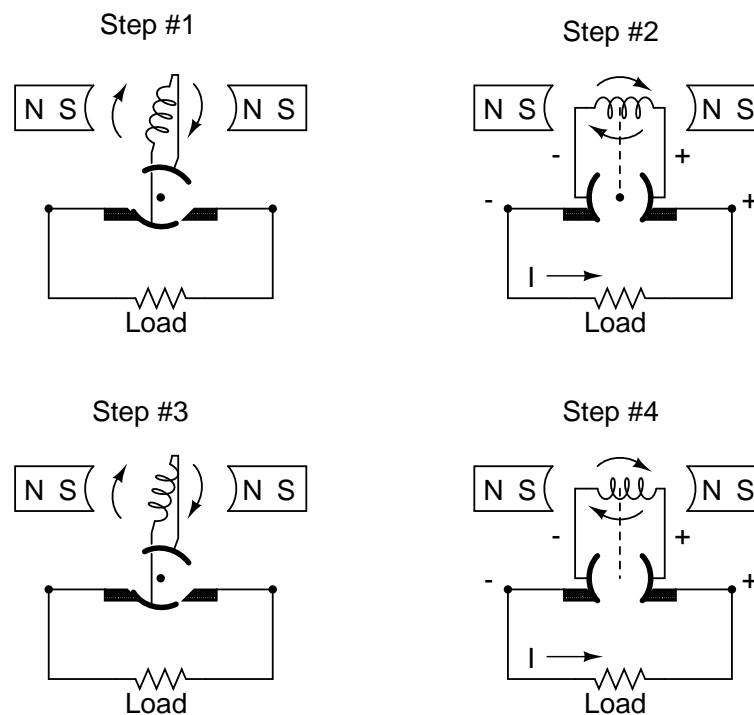 Step #1
N S
N S
Load
Step #2
N S
N S
-
+
-
+
I
Load
Step #3
N S
N S
Load
Step #4
N S
N S
-
+
-
+
I
Load